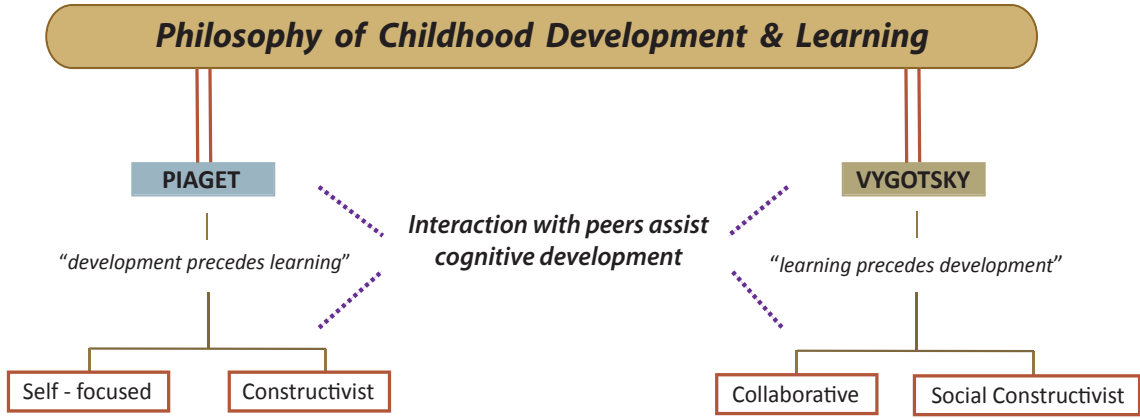 Philosophy of Childhood Development & Learning
PIAGET
VYGOTSKY
Interaction with peers assist
cognitive development
“development precedes learning”
“learning precedes development”
Self - focused
Constructivist
Collaborative
Social Constructivist